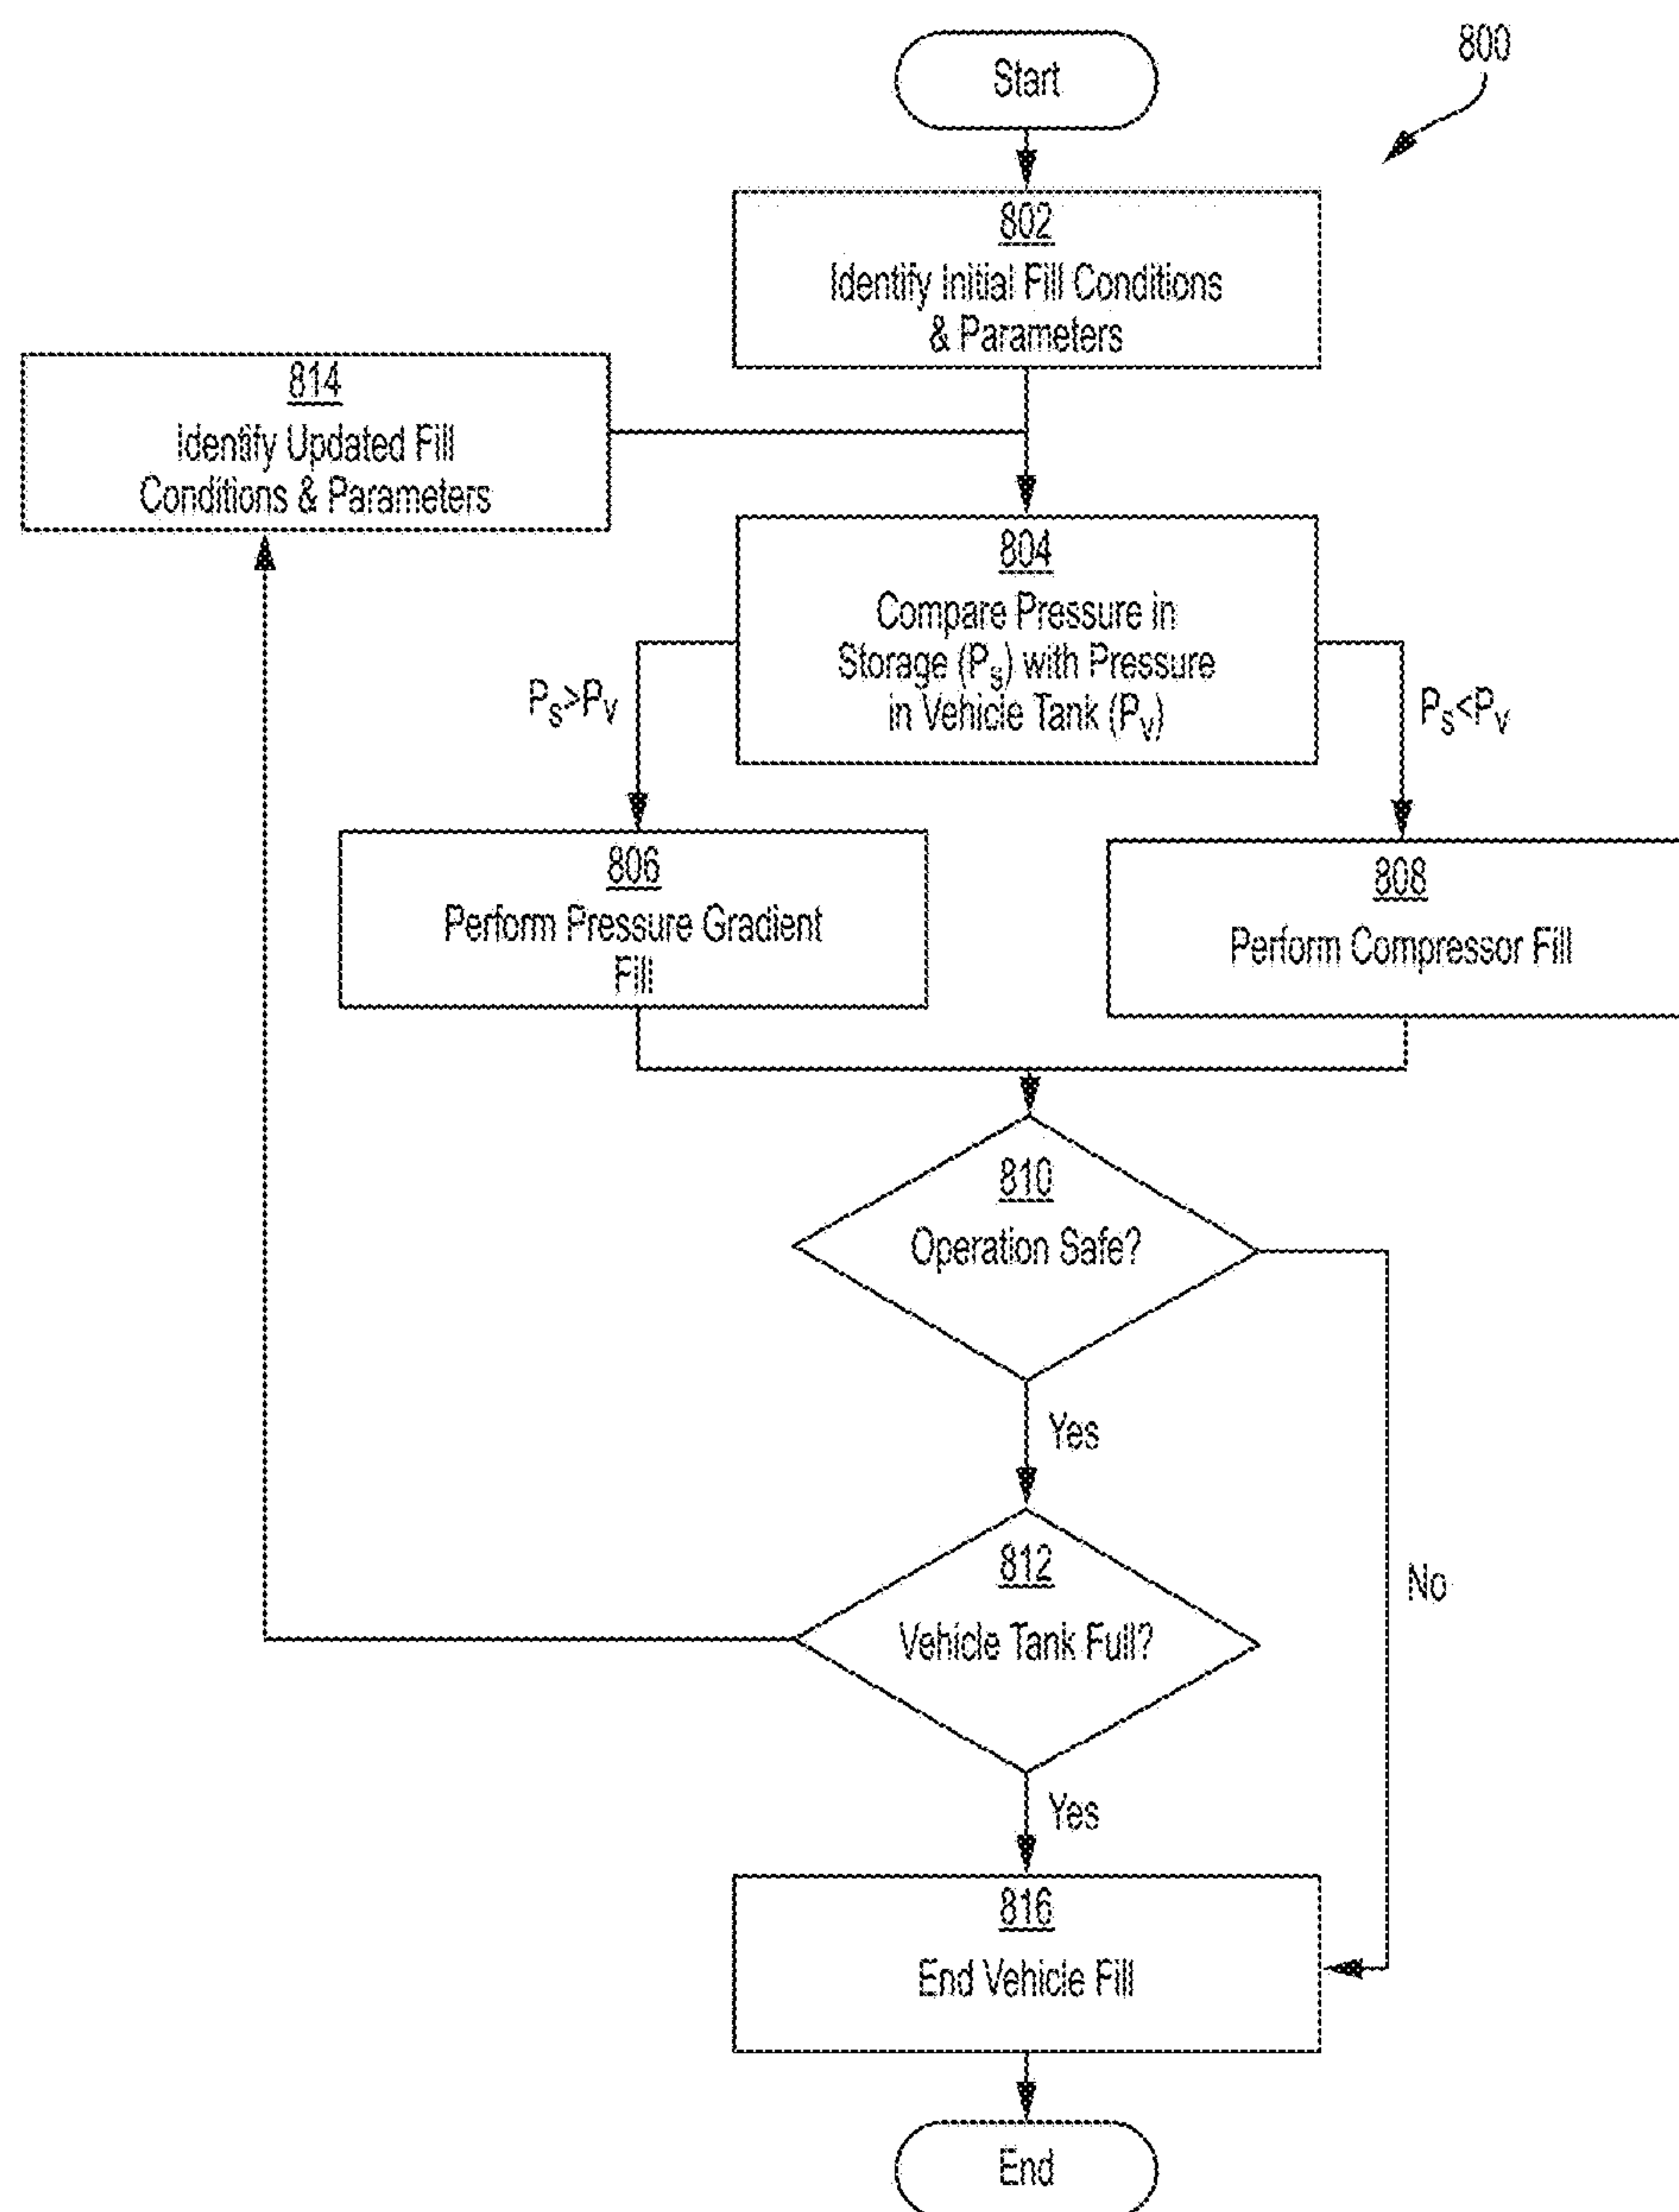 800
Start
802
Identify Initial Fill Conditions
& Parameters
814
Identify Updated Fill
Conditions & Parameters
804
Compare Pressure in
Storage (Ps) with Pressure
in Vehicle Tank (Pv)
Ps>Pv
Ps<Pv
806
Perform Pressure Gradient
Fill
808
Perform Compressor Fill
810
Operation Safe?
Yes
No
812
Vehicle Tank Full?
Yes
816
End Vehicle Fill
End